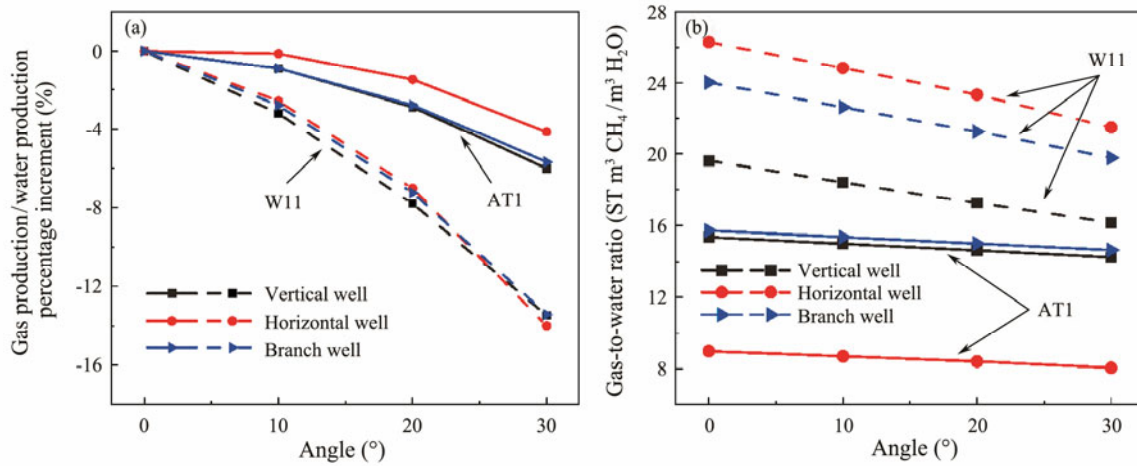 (a)
Gas production/water production
percentage increment (%)
0
-4
-8
-12
-16
W11
AT1
Vertical well
Horizontal well
Branch well
0 10 20 30
Angle (°)
(b)
Gas-to-water ratio (ST m³ CH₄/m³ H₂O)
28
24
20
16
12
8
W11
Vertical well
Horizontal well
Branch well
AT1
0 10 20 30
Angle (°)